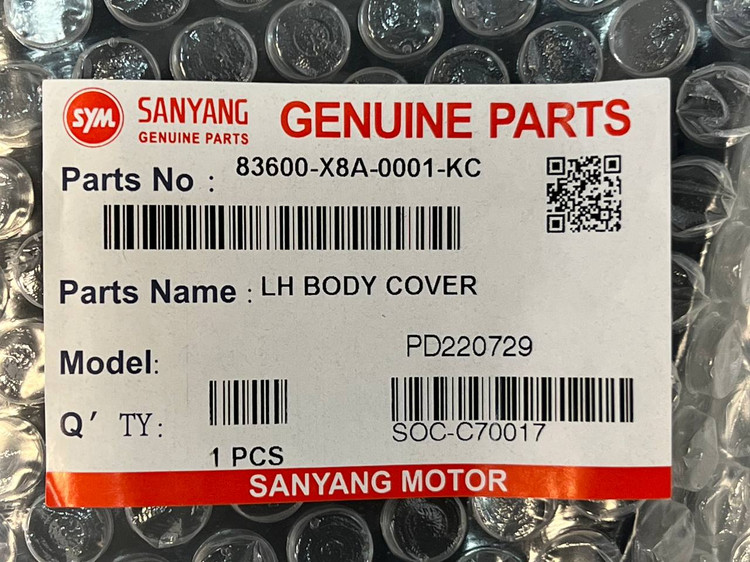 SYM SANYANG GENUINE PARTS
GENUINE PARTS
Parts No : 83600-X8A-0001-KC
Parts Name : LH BODY COVER
Model: PD220729
Q' TY: SOC-C70017
1 PCS
SANYANG MOTOR